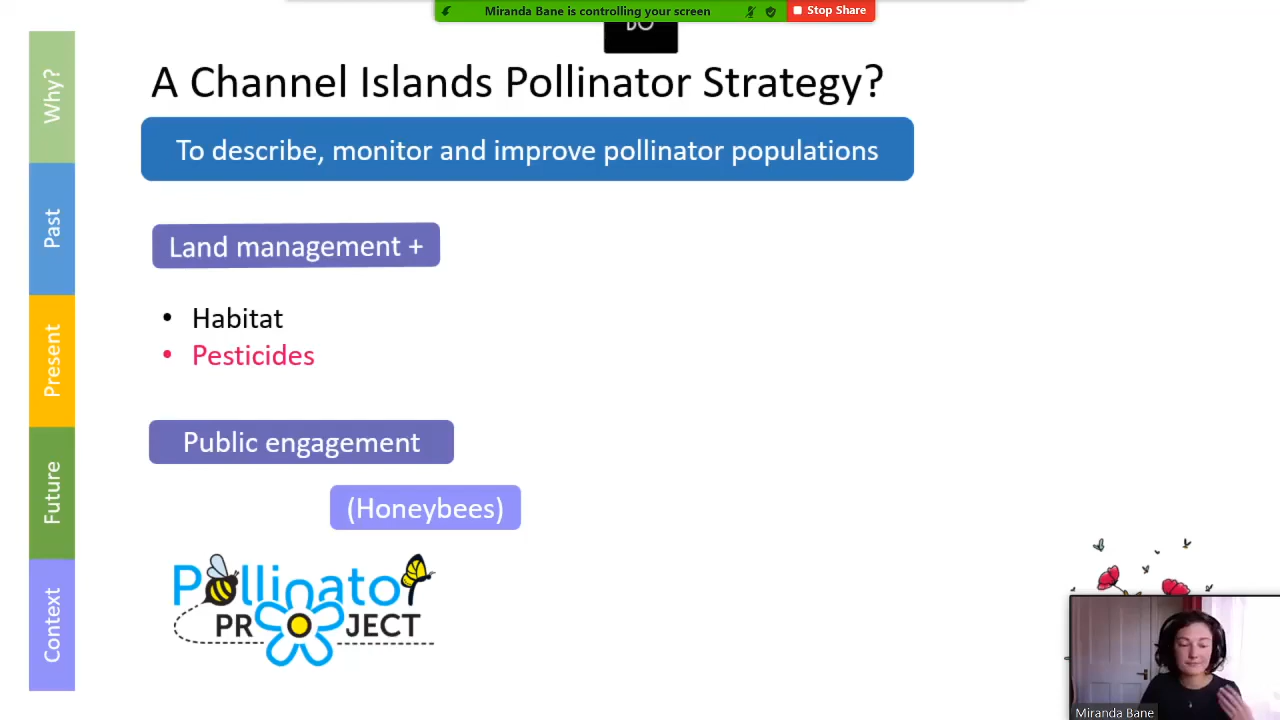 Miranda Bane is controlling your screen
Stop Share
A Channel Islands Pollinator Strategy?
To describe, monitor and improve pollinator populations
Why?
Past
Present
Future
Context
Land management +
• Habitat
• Pesticides
Public engagement
(Honeybees)
Pollinator
PROJECT
Miranda Bane